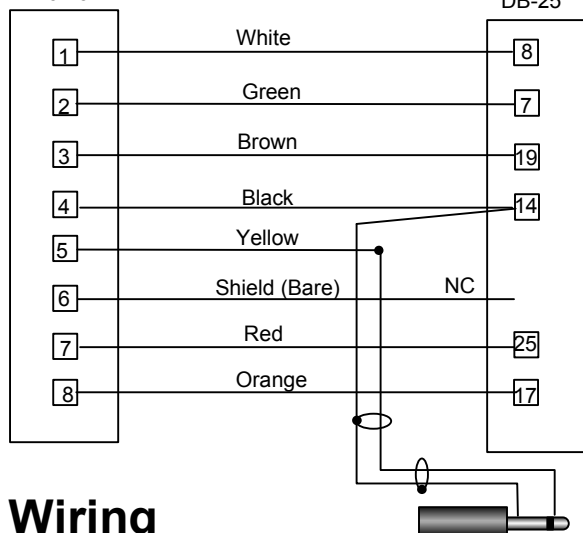 DB-25
1 White 8
2 Green 7
3 Brown 19
4 Black 14
5 Yellow
6 Shield (Bare) NC
7 Red 25
8 Orange 17
Wiring